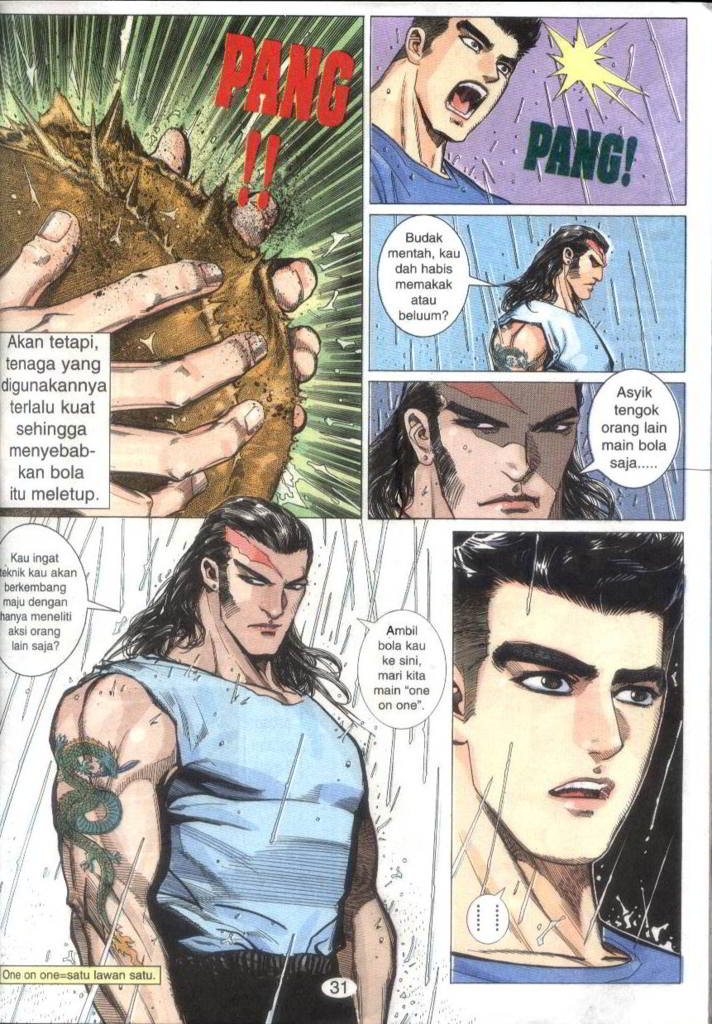 PANG
!!
Akan tetapi,
tenaga yang
digunakannya
terlalu kuat
sehingga
menyebab-
kan bola
itu meletup.
PANG!
Budak
mentah, kau
dah habis
memakak
atau
beluum?
Asyik
tengok
orang lain
main bola
saja.....
Kau ingat
teknik kau akan
berkembang
maju dengan
hanya meneliti
aksi orang
lain saja?
Ambil
bola kau
ke sini,
mari kita
main "one
on one".
One on one=satu lawan satu.
31